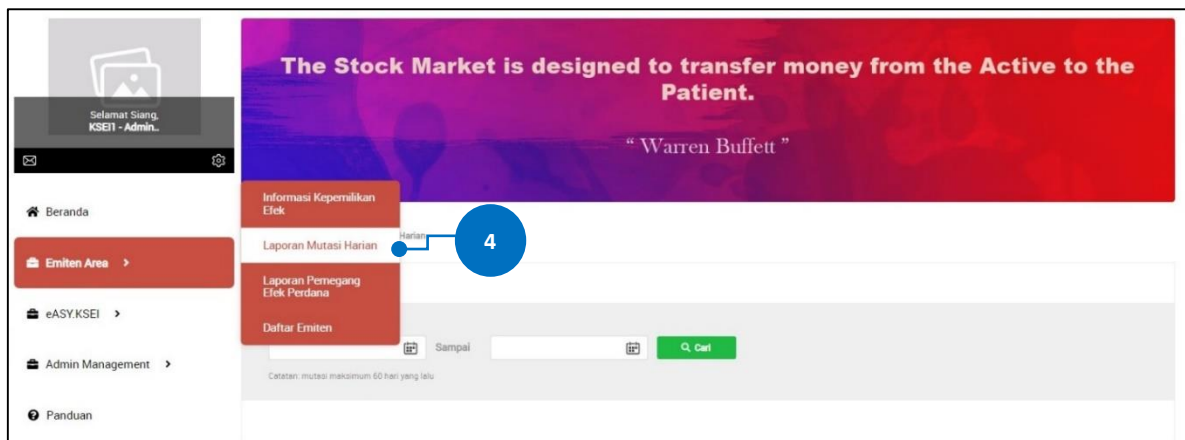 The Stock Market is designed to transfer money from the Active to the
Patient.
“ Warren Buffett ”
Selamat Siang,
KSEI1 - Admin..
Beranda
Emiten Area >
eASY.KSEI >
Admin Management >
Panduan
Informasi Kepemilikan
Efek
Laporan Mutasi Harian
Laporan Pemegang
Efek Perdana
Daftar Emiten
Harian
4
Sampai
Cari
Catatan: mutasi maksimum 60 hari yang lalu